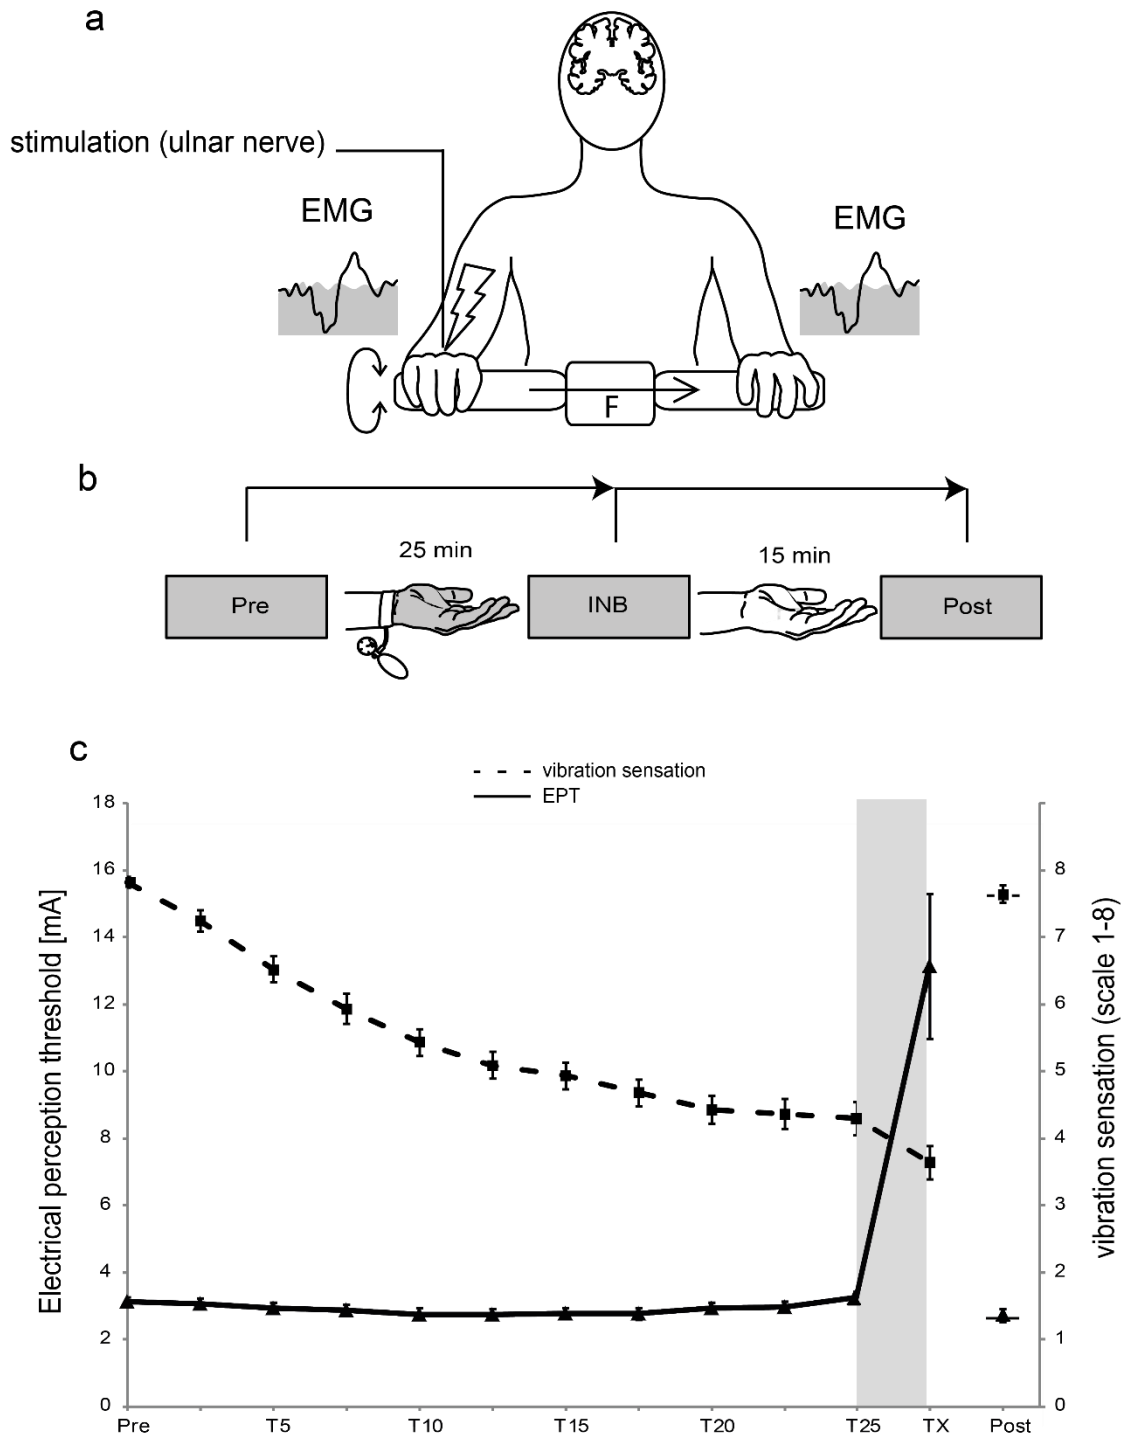 a
stimulation (ulnar nerve)
EMG
EMG
F
b
25 min
15 min
Pre
INB
Post
c
vibration sensation
EPT
Electrical perception threshold [mA]
18
16
14
12
10
8
6
4
2
0
8
7
6
5
4
3
2
1
0
vibration sensation (scale 1-8)
Pre T5 T10 T15 T20 T25 TX Post